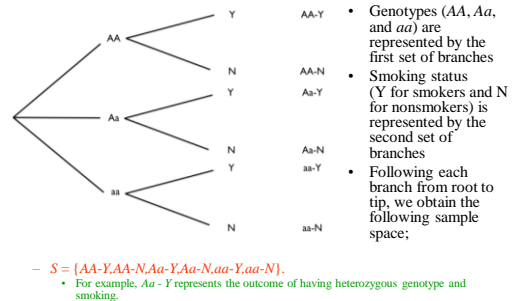 Y AA-Y
AA
N AA-N
Y Aa-Y
Aa
N Aa-N
Y aa-Y
aa
N aa-N
• Genotypes (AA, Aa,
and aa) are
represented by the
first set of branches
• Smoking status
(Y for smokers and N
for nonsmokers) is
represented by the
second set of
branches
• Following each
branch from root to
tip, we obtain the
following sample
space;
– S = {AA-Y,AA-N,Aa-Y,Aa-N,aa-Y,aa-N}.
• For example, Aa - Y represents the outcome of having heterozygous genotype and
smoking.